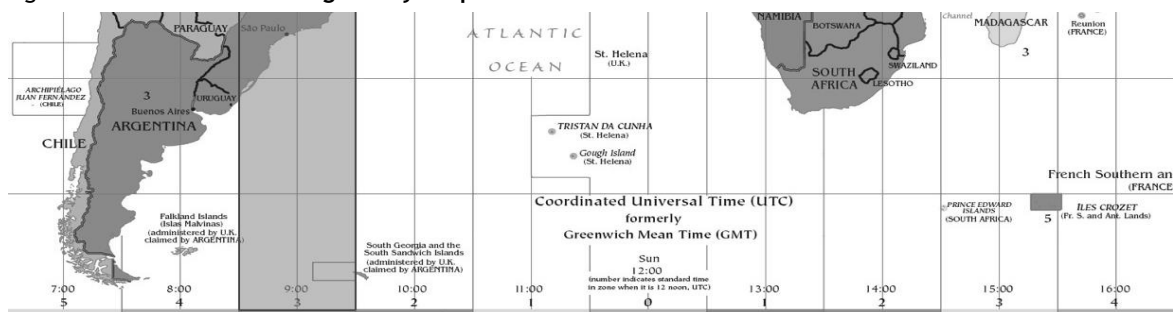 PARAGUAY
São Paulo
ATLANTIC
OCEAN
St. Helena
(U.K.)
NAMIBIA
BOTSWANA
Channel
MADAGASCAR
3
Reunion
(FRANCE)
SWAZILAND
SOUTH
AFRICA
LESOTHO
ARCHIPIÉLAGO
JUAN FERNÁNDEZ
(CHILE)
3
URUGUAY
Buenos Aires
ARGENTINA
CHILE
TRISTAN DA CUNHA
(St. Helena)
Gough Island
(St. Helena)
French Southern an
(FRANCE
Coordinated Universal Time (UTC)
formerly
Greenwich Mean Time (GMT)
PRINCE EDWARD
ISLANDS
(SOUTH AFRICA)
5
ÎLES CROZET
(Fr. S. and Ant. Lands)
Falkland Islands
(Islas Malvinas)
(administered by U.K.
claimed by ARGENTINA)
South Georgia and the
South Sandwich Islands
(administered by U.K.
claimed by ARGENTINA)
Sun
12:00
(number indicates standard time
in zone when it is 12 noon, UTC)
7:00 8:00 9:00 10:00 11:00 13:00 14:00 15:00 16:00
5 4 3 2 1 0 1 2 3 4